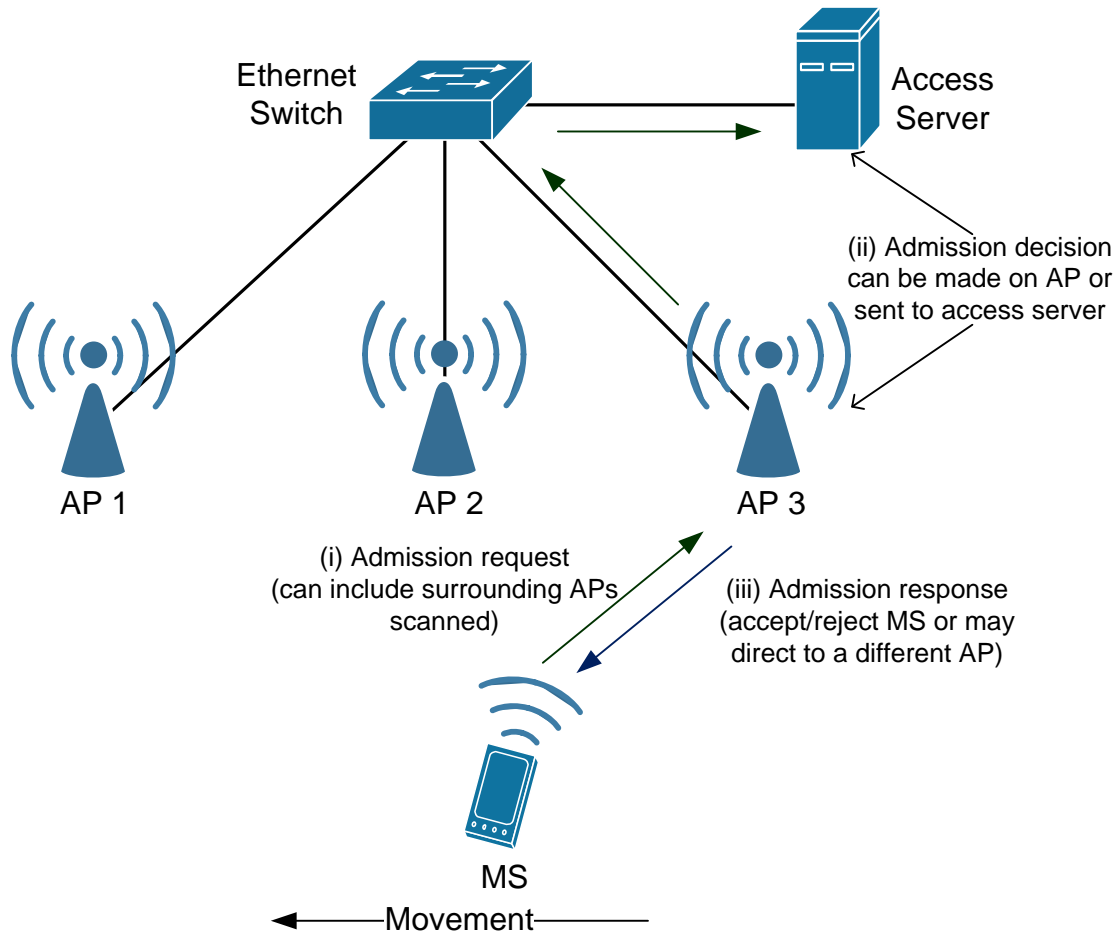 Ethernet
Switch
Access
Server
(ii) Admission decision
can be made on AP or
sent to access server
AP 1
AP 2
AP 3
(i) Admission request
(can include surrounding APs
scanned)
(iii) Admission response
(accept/reject MS or may
direct to a different AP)
MS
Movement